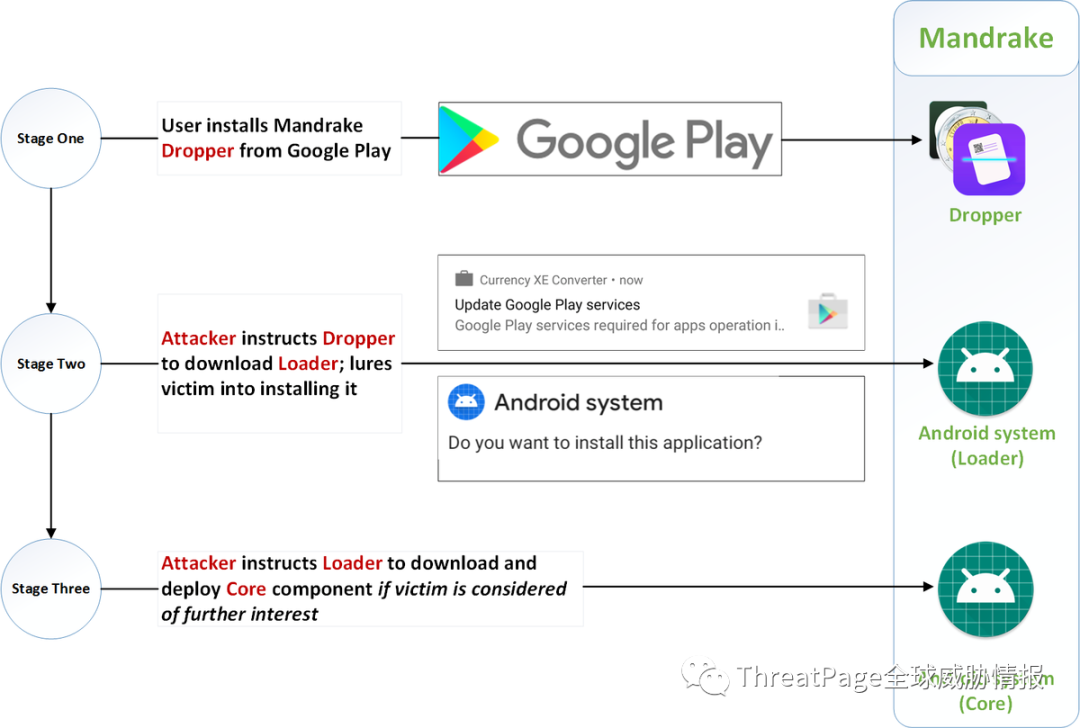 Mandrake
Stage One
User installs Mandrake
Dropper from Google Play
Google Play
Dropper
Currency XE Converter • now
Update Google Play services
Google Play services required for apps operation i..
Stage Two
Attacker instructs Dropper
to download Loader; lures
victim into installing it
Android system
Do you want to install this application?
Android system
(Loader)
Stage Three
Attacker instructs Loader to download and
deploy Core component if victim is considered
of further interest
ThreatPage全球威胁情报
(Core)